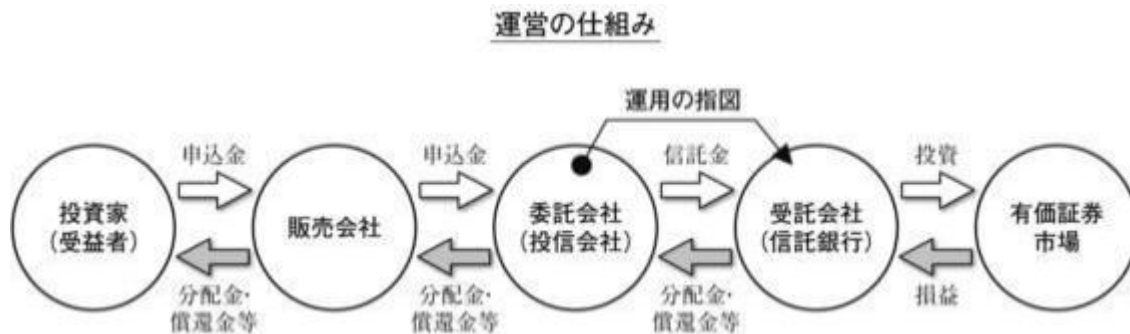 運営の仕組み
運用の指図
申込金
申込金
信託金
投資
投資家
(受益者)
販売会社
委託会社
(投信会社)
受託会社
(信託銀行)
有価証券
市場
分配金・
償還金等
分配金・
償還金等
分配金・
償還金等
損益